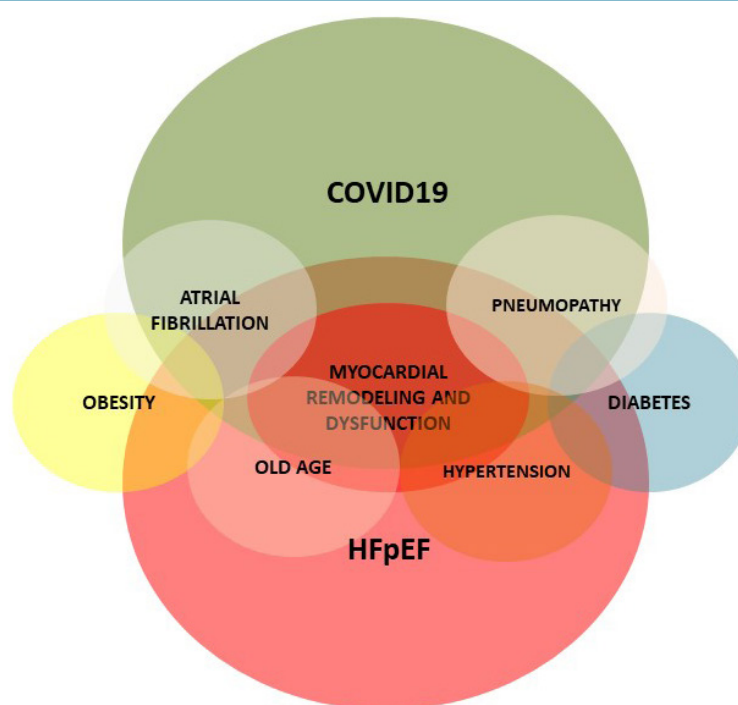 COVID19
ATRIAL
FIBRILLATION
PNEUMOPATHY
MYOCARDIAL
REMODELING AND
DYSFUNCTION
OBESITY
DIABETES
OLD AGE
HYPERTENSION
HFpEF